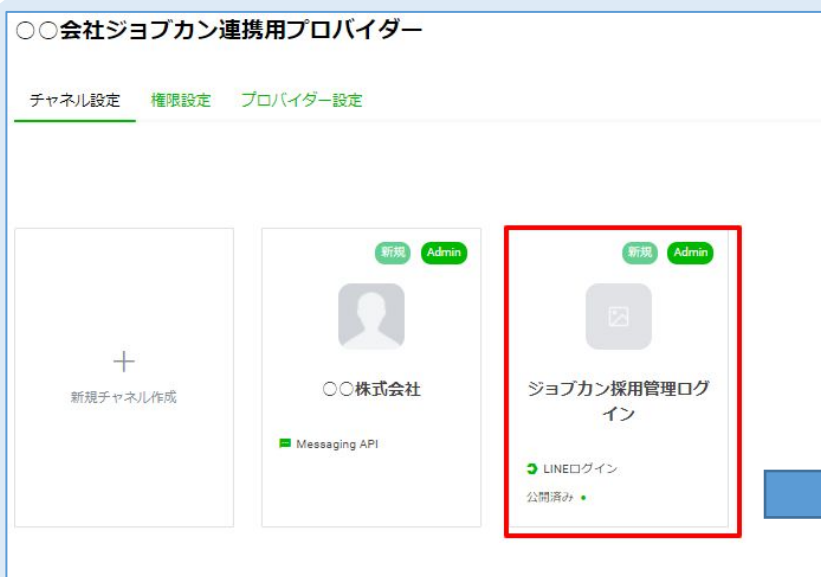 ○○会社ジョブカン連携用プロバイダー
チャネル設定 権限設定 プロバイダー設定
新規 Admin
新規 Admin
新規チャネル作成
○○株式会社
ジョブカン採用管理ログ
イン
Messaging API
LINEログイン
公開済み